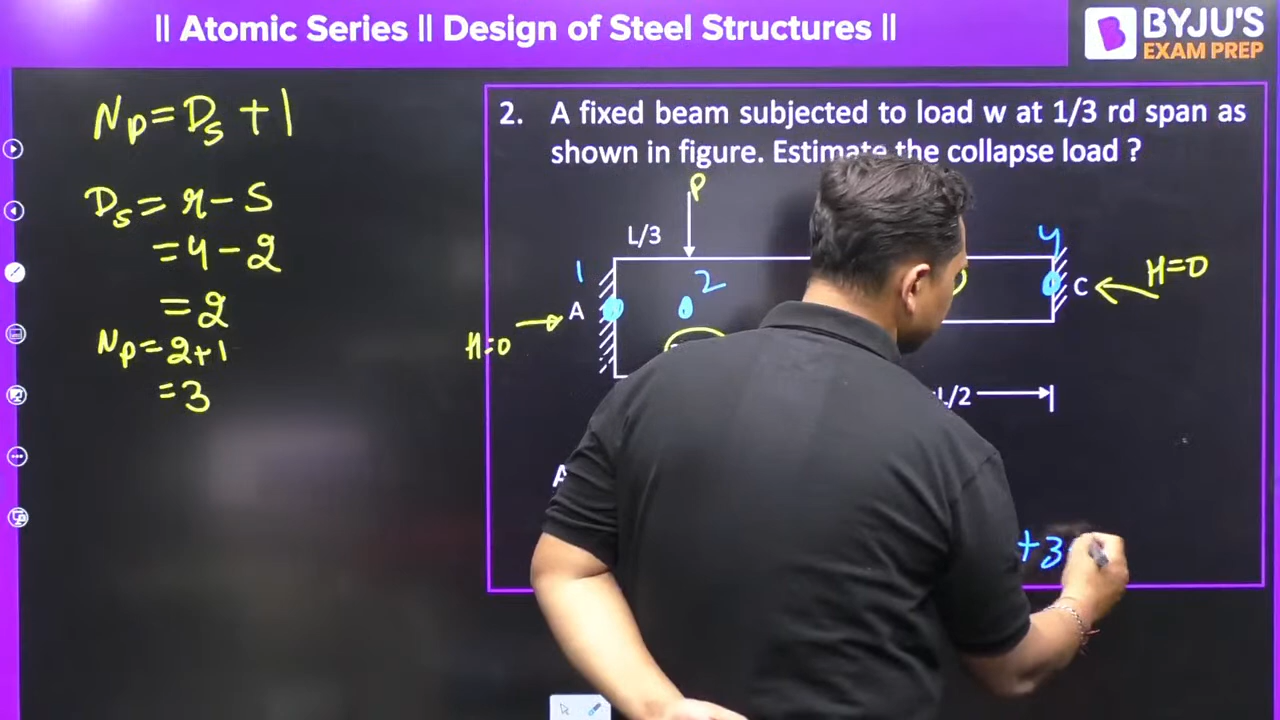 || Atomic Series || Design of Steel Structures ||
BYJU'S
EXAM PREP
Np = Ds + 1
Ds = r - s
= 4 - 2
= 2
Np = 2+1
= 3
2. A fixed beam subjected to load w at 1/3 rd span as
shown in figure. Estimate the collapse load ?
P
L/3
1
2
4
A
C
H=0
H=0
L/2
+3